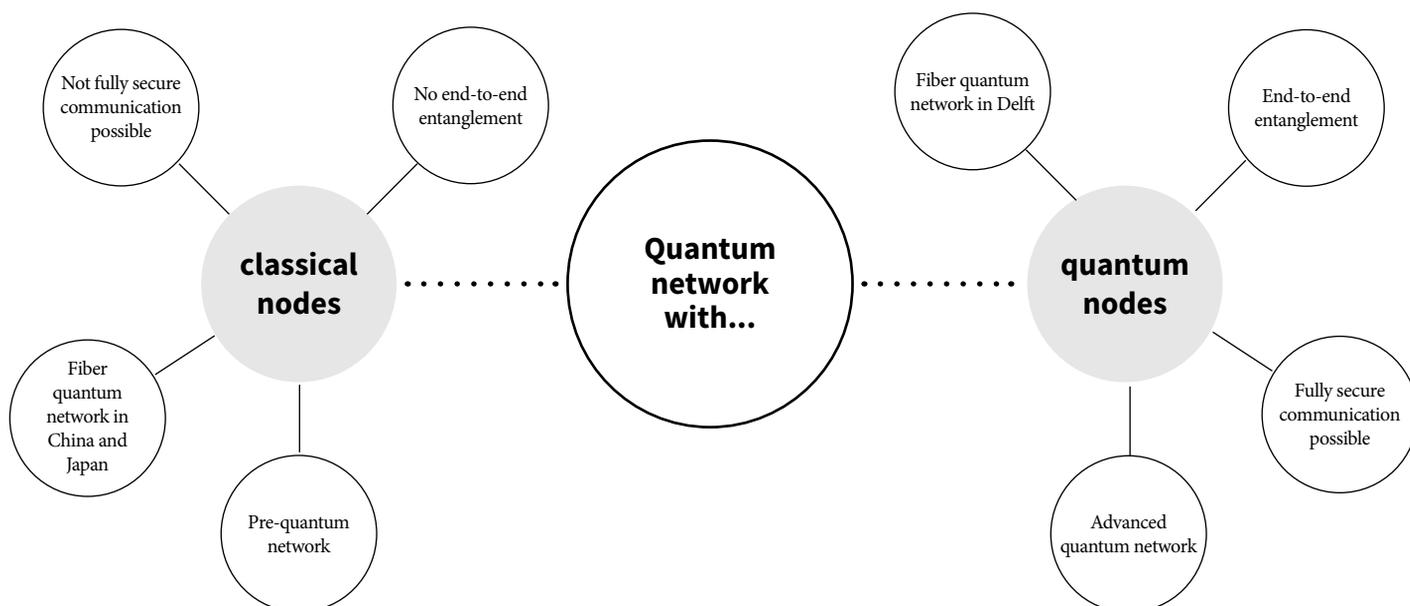 Not fully secure
communication
possible
No end-to-end
entanglement
classical
nodes
Fiber
quantum
network in
China and
Japan
Pre-quantum
network
Quantum
network
with...
Fiber quantum
network in Delft
End-to-end
entanglement
quantum
nodes
Fully secure
communication
possible
Advanced
quantum network